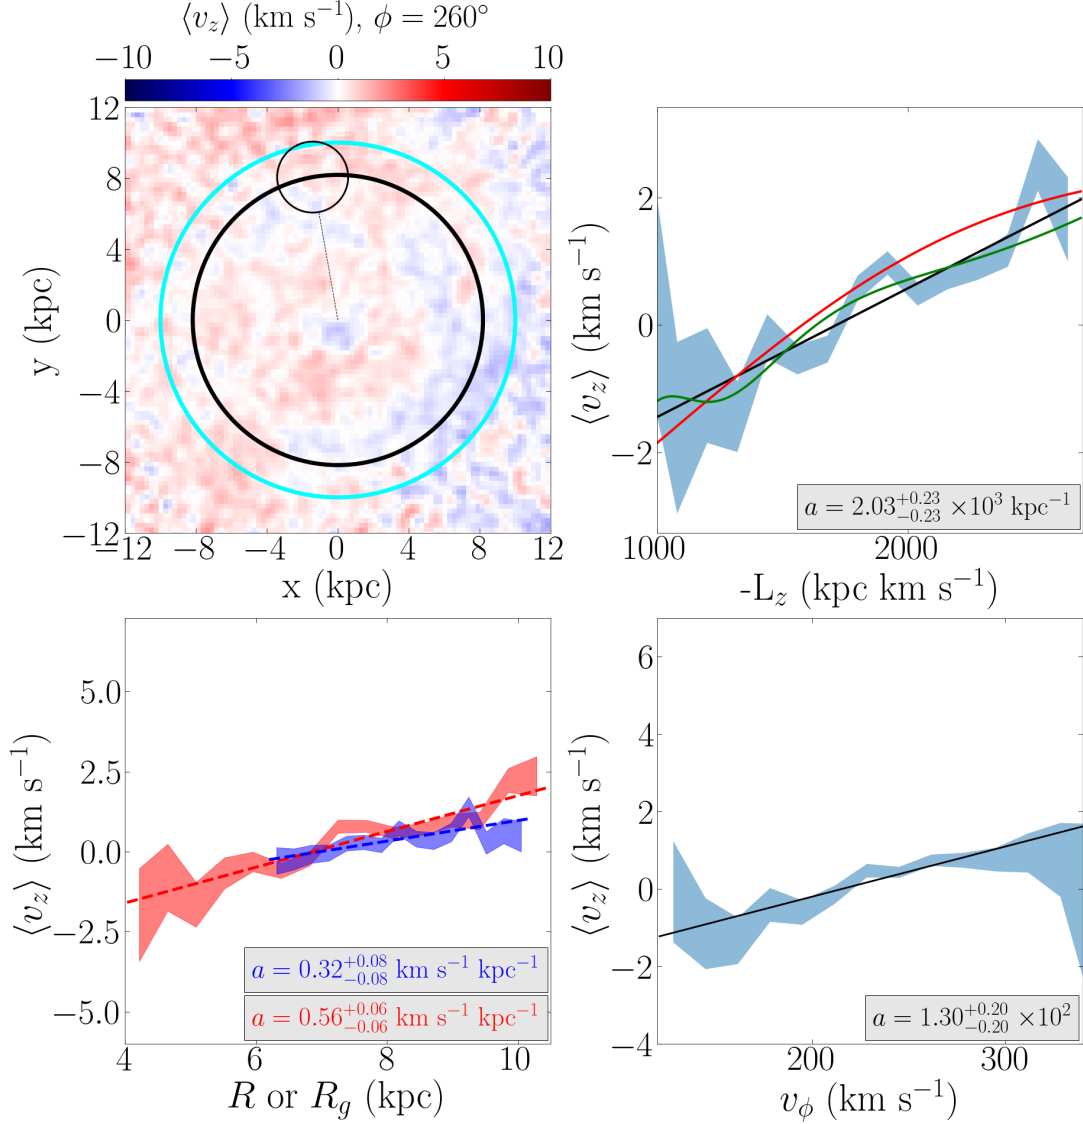 ⟨v_z⟩ (km s⁻¹), ϕ = 260°
−10 −5 0 5 10
12
8
4
0
−4
−8
−12
y (kpc)
−12 −8 −4 0 4 8 12
x (kpc)
2
0
−2
⟨v_z⟩ (km s⁻¹)
a = 2.03^{+0.23}_{−0.23} ×10³ kpc⁻¹
1000 2000
-L_z (kpc km s⁻¹)
5.0
2.5
0.0
−2.5
−5.0
⟨v_z⟩ (km s⁻¹)
a = 0.32^{+0.08}_{−0.08} km s⁻¹ kpc⁻¹
a = 0.56^{+0.06}_{−0.06} km s⁻¹ kpc⁻¹
4 6 8 10
R or R_g (kpc)
6
4
2
0
−2
−4
⟨v_z⟩ (km s⁻¹)
a = 1.30^{+0.20}_{−0.20} ×10²
200 300
v_ϕ (km s⁻¹)